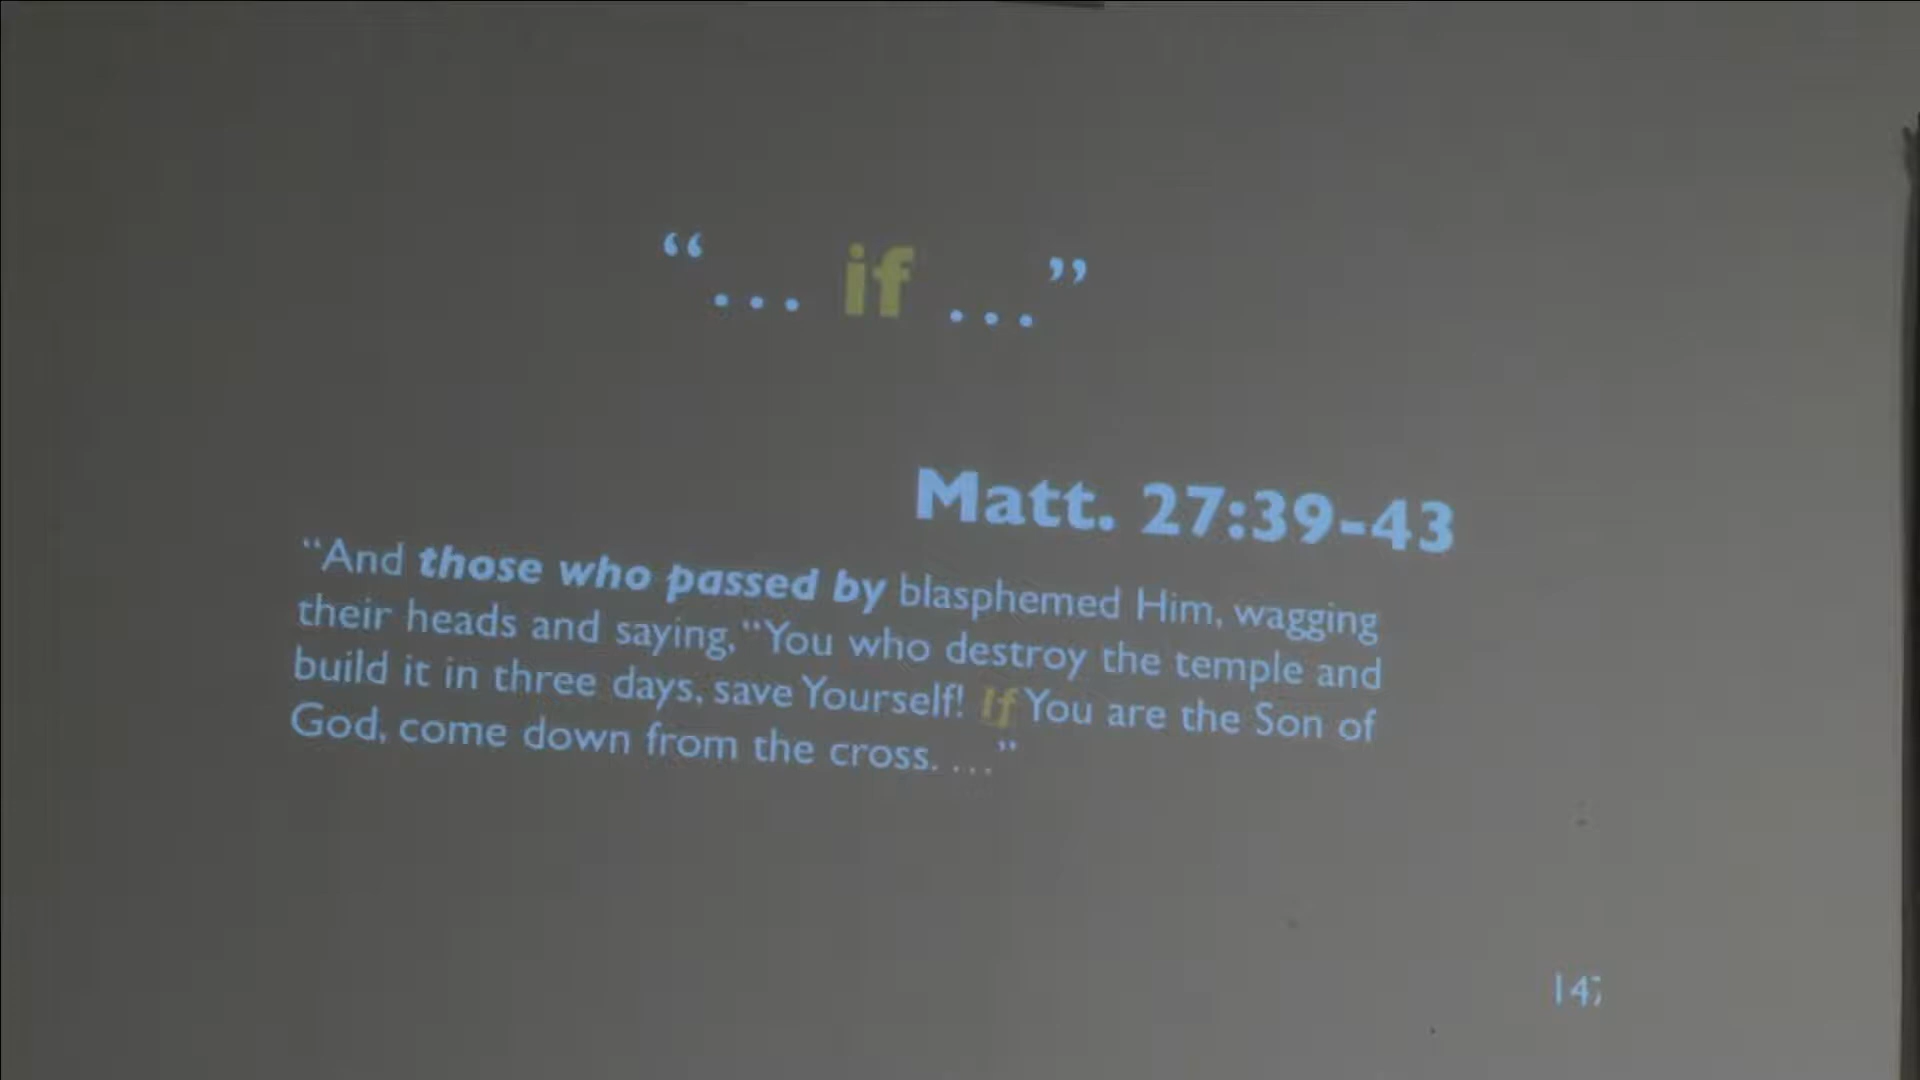 “... if ...”
Matt. 27:39-43
“And those who passed by blasphemed Him, wagging
their heads and saying, “You who destroy the temple and
build it in three days, save Yourself! If You are the Son of
God, come down from the cross. ...”